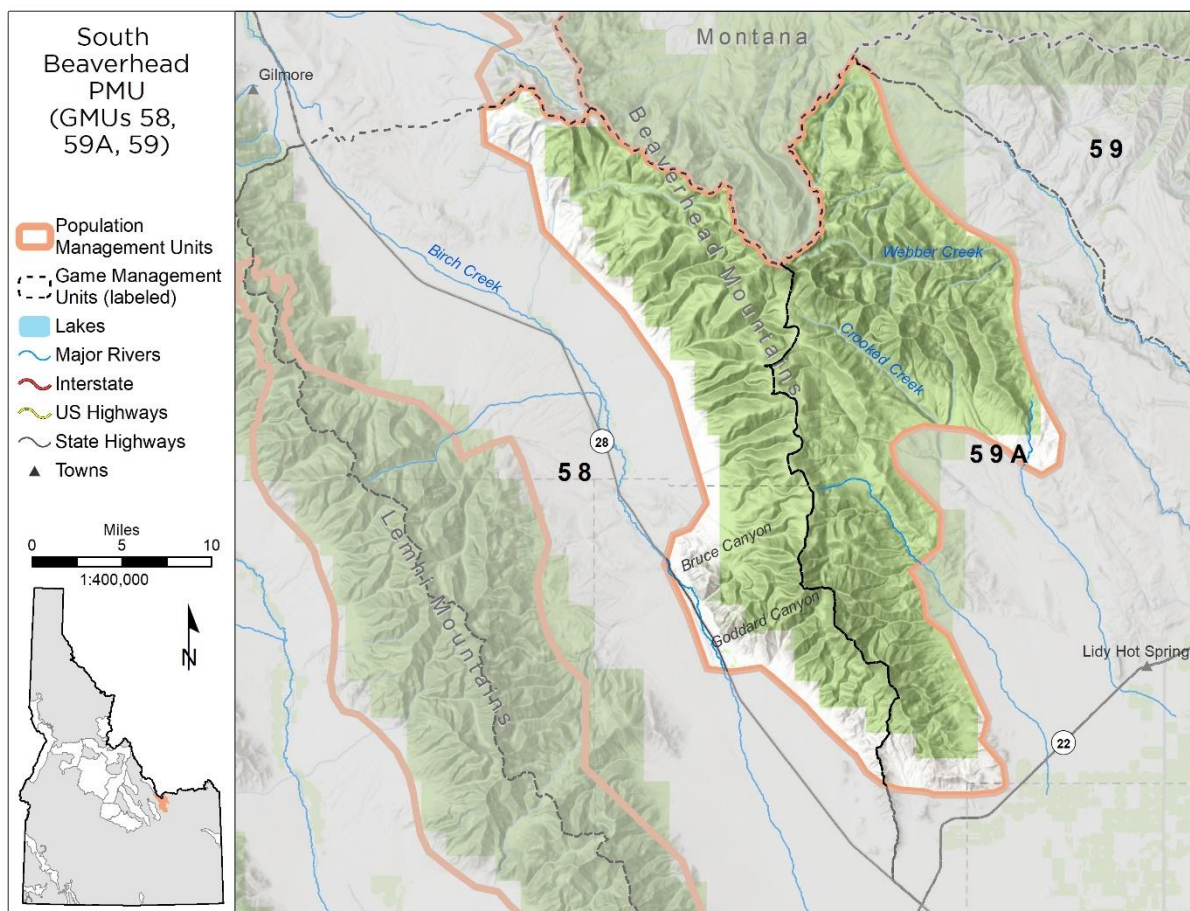 South
Beaverhead
PMU
(GMUs 58,
59A, 59)
Population
Management Units
Game Management
Units (labeled)
Lakes
Major Rivers
Interstate
US Highways
State Highways
Towns
Miles
0 5 10
1:400,000
N
Montana
Gilmore
Beaverhead Mountains
59
Webber Creek
Birch Creek
Crooked Creek
28
58
59A
Lemhi Mountains
Bruce Canyon
Goddard Canyon
Lidy Hot Spring
22